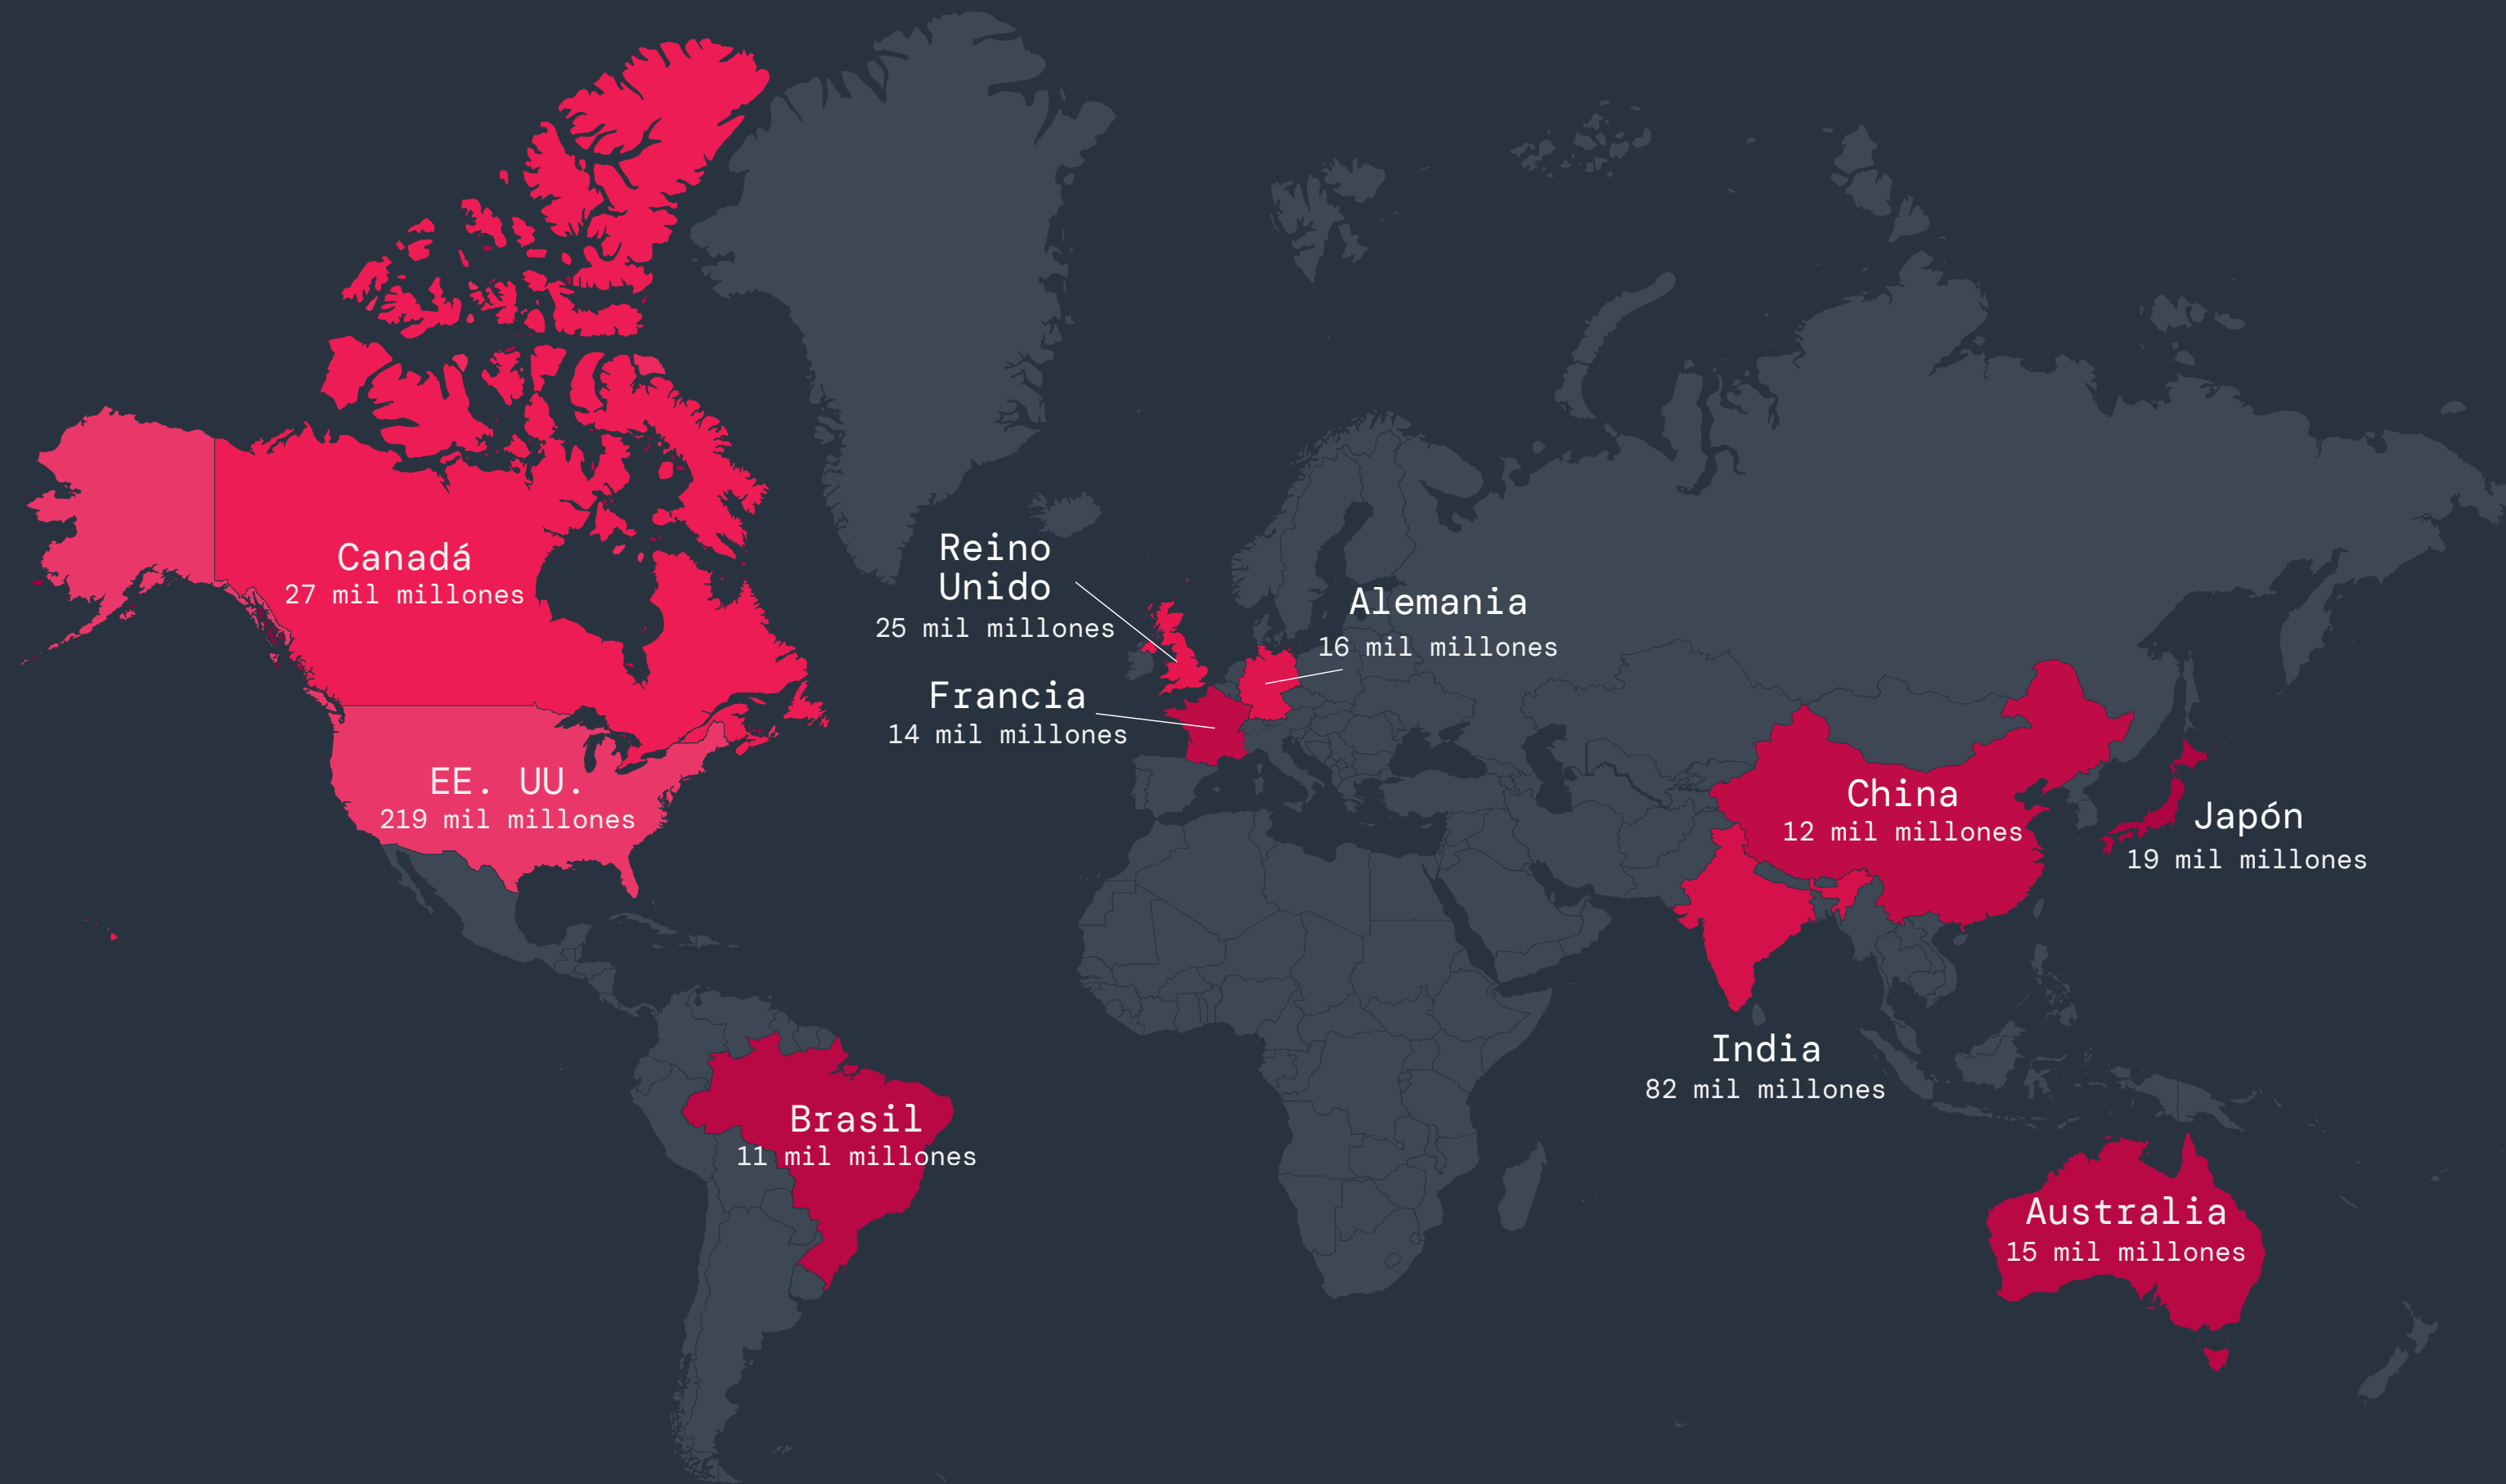 Canadá
27 mil millones
EE. UU.
219 mil millones
Reino
Unido
25 mil millones
Alemania
16 mil millones
Francia
14 mil millones
China
12 mil millones
Japón
19 mil millones
India
82 mil millones
Brasil
11 mil millones
Australia
15 mil millones